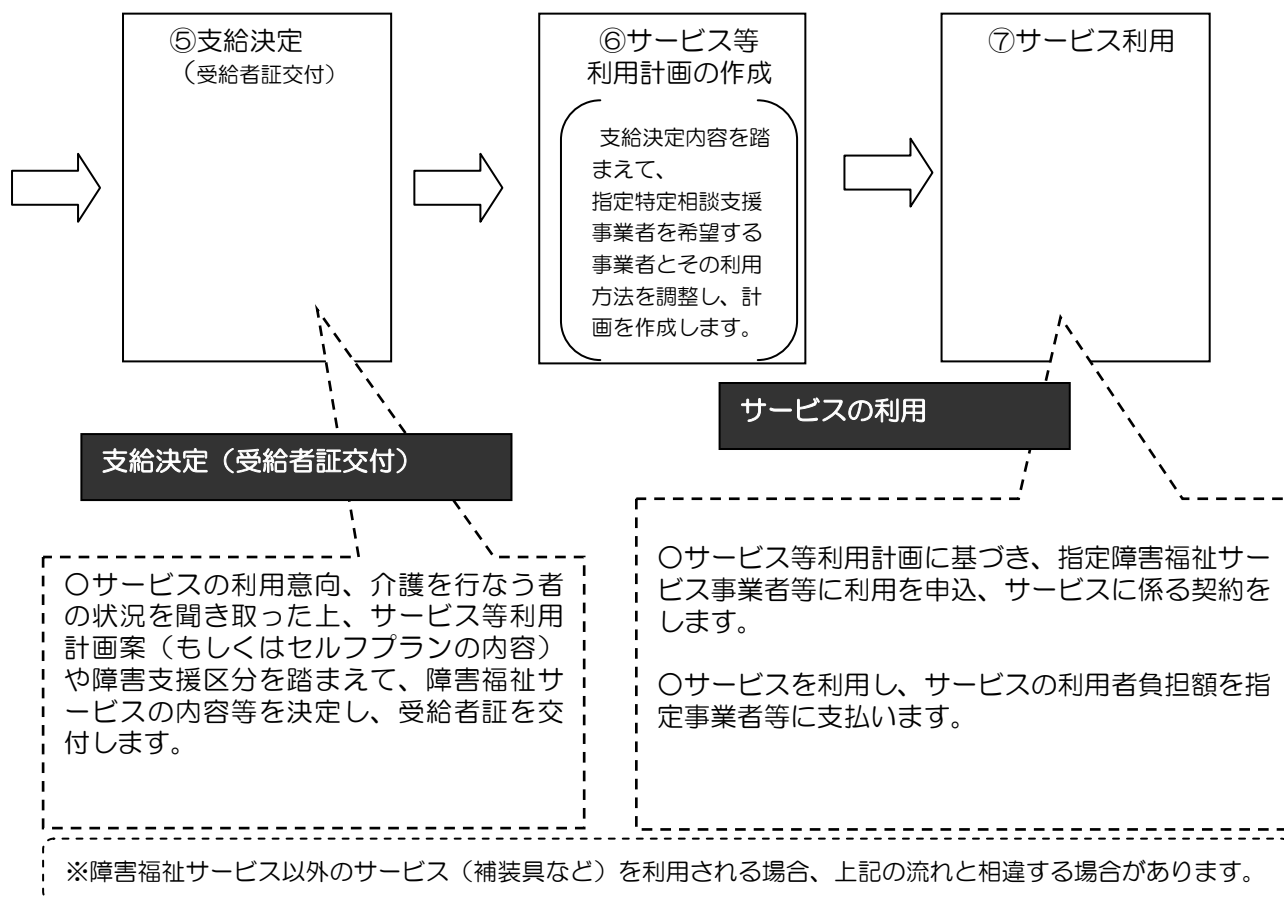 ⑤支給決定
（受給者証交付）
⑥サービス等
利用計画の作成
支給決定内容を踏
まえて、
指定特定相談支援
事業者を希望する
事業者とその利用
方法を調整し、計
画を作成します。
⑦サービス利用
支給決定（受給者証交付）
サービスの利用
〇サービスの利用意向、介護を行なう者
の状況を聞き取った上、サービス等利用
計画案（もしくはセルフプランの内容）
や障害支援区分を踏まえて、障害福祉サ
ービスの内容等を決定し、受給者証を交
付します。
〇サービス等利用計画に基づき、指定障害福祉サー
ビス事業者等に利用を申込、サービスに係る契約を
します。
〇サービスを利用し、サービスの利用者負担額を指
定事業者等に支払います。
※障害福祉サービス以外のサービス（補装具など）を利用される場合、上記の流れと相違する場合があります。